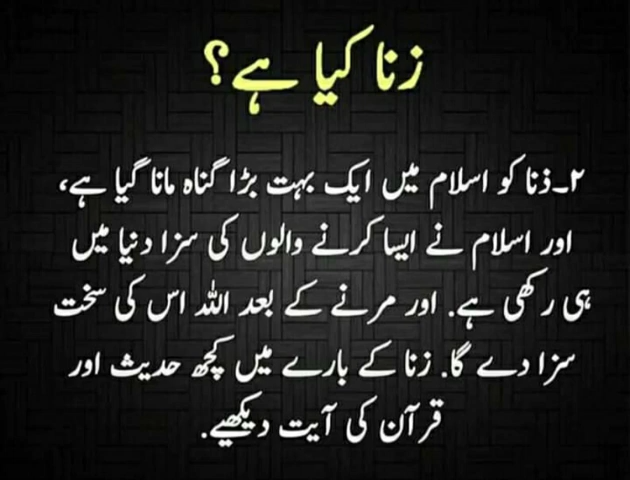 زنا کیا ہے؟
۲۔ذنا کو اسلام میں ایک بہت بڑا گناہ مانا گیا ہے،
اور اسلام نے ایسا کرنے والوں کی سزا دنیا میں
ہی رکھی ہے. اور مرنے کے بعد اللہ اس کی سخت
سزا دے گا. زنا کے بارے میں کچھ حدیث اور
قرآن کی آیت دیکھیے.